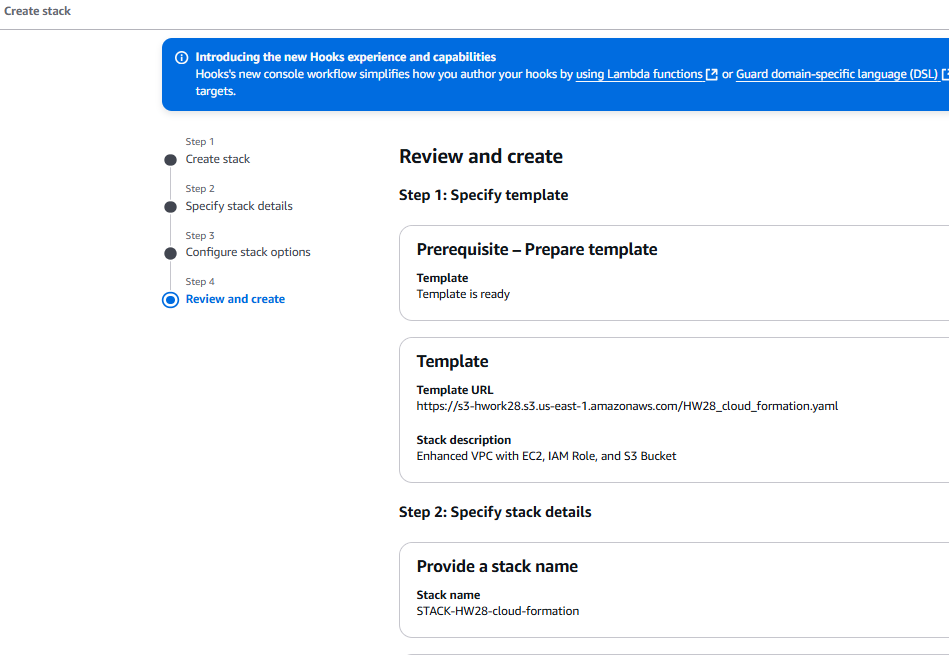 Create stack
Introducing the new Hooks experience and capabilities
Hooks's new console workflow simplifies how you author your hooks by using Lambda functions or Guard domain-specific language (DSL)
targets.
Step 1
Create stack
Step 2
Specify stack details
Step 3
Configure stack options
Step 4
Review and create
Review and create
Step 1: Specify template
Prerequisite – Prepare template
Template
Template is ready
Template
Template URL
https://s3-hwork28.s3.us-east-1.amazonaws.com/HW28_cloud_formation.yaml
Stack description
Enhanced VPC with EC2, IAM Role, and S3 Bucket
Step 2: Specify stack details
Provide a stack name
Stack name
STACK-HW28-cloud-formation